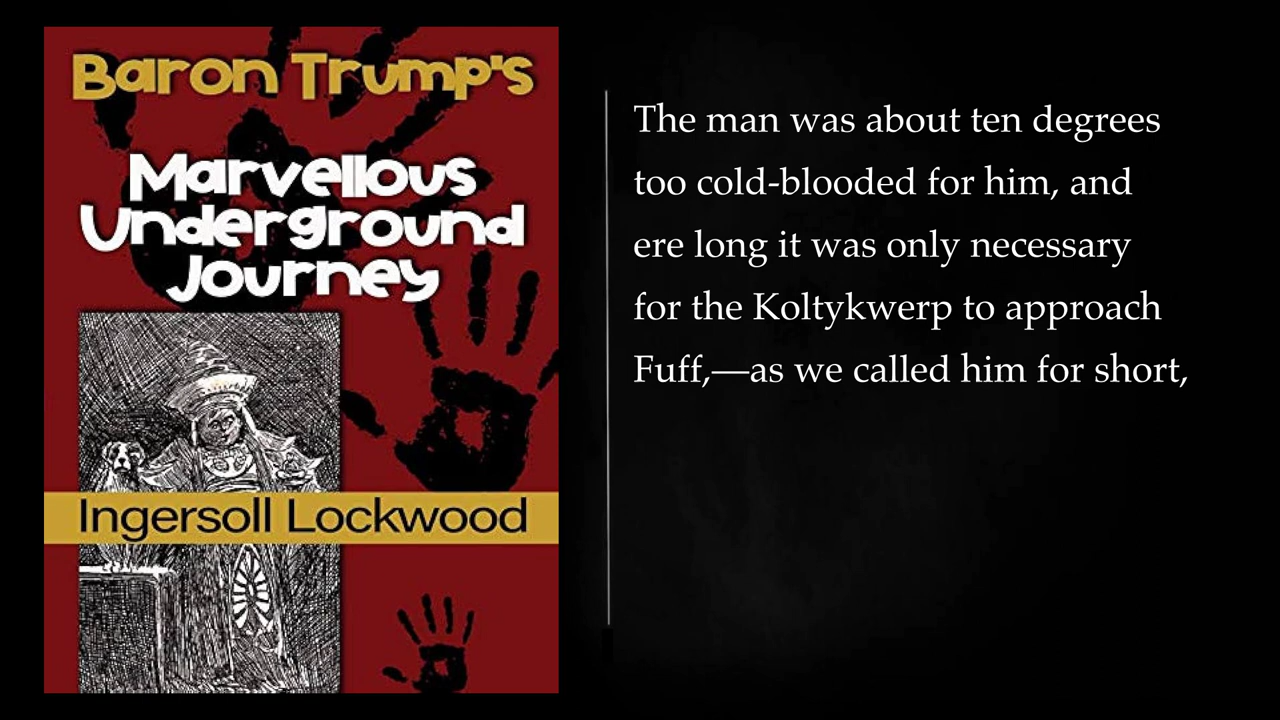 Baron Trump's
Marvellous
Underground
Journey
Ingersoll Lockwood
The man was about ten degrees
too cold-blooded for him, and
ere long it was only necessary
for the Koltykwerp to approach
Fuff,—as we called him for short,